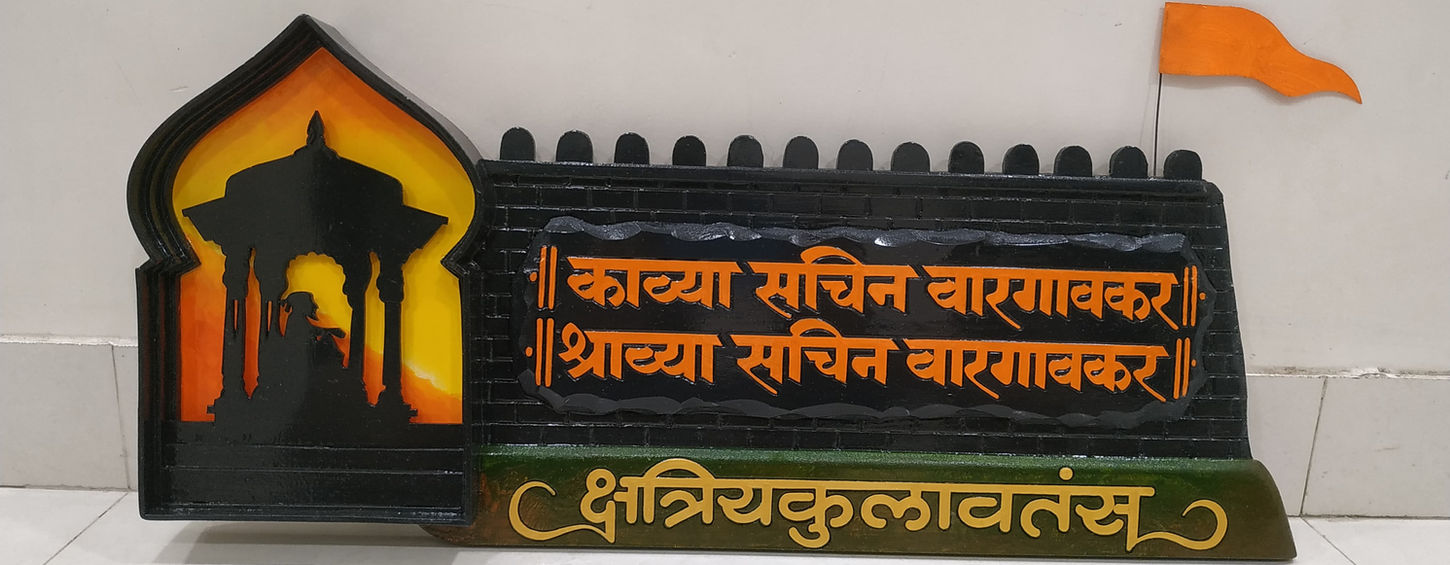 ॥ काव्या सचिन वारगावकर ॥
॥ श्राव्या सचिन वारगावकर ॥
क्षत्रियकुलावतंस